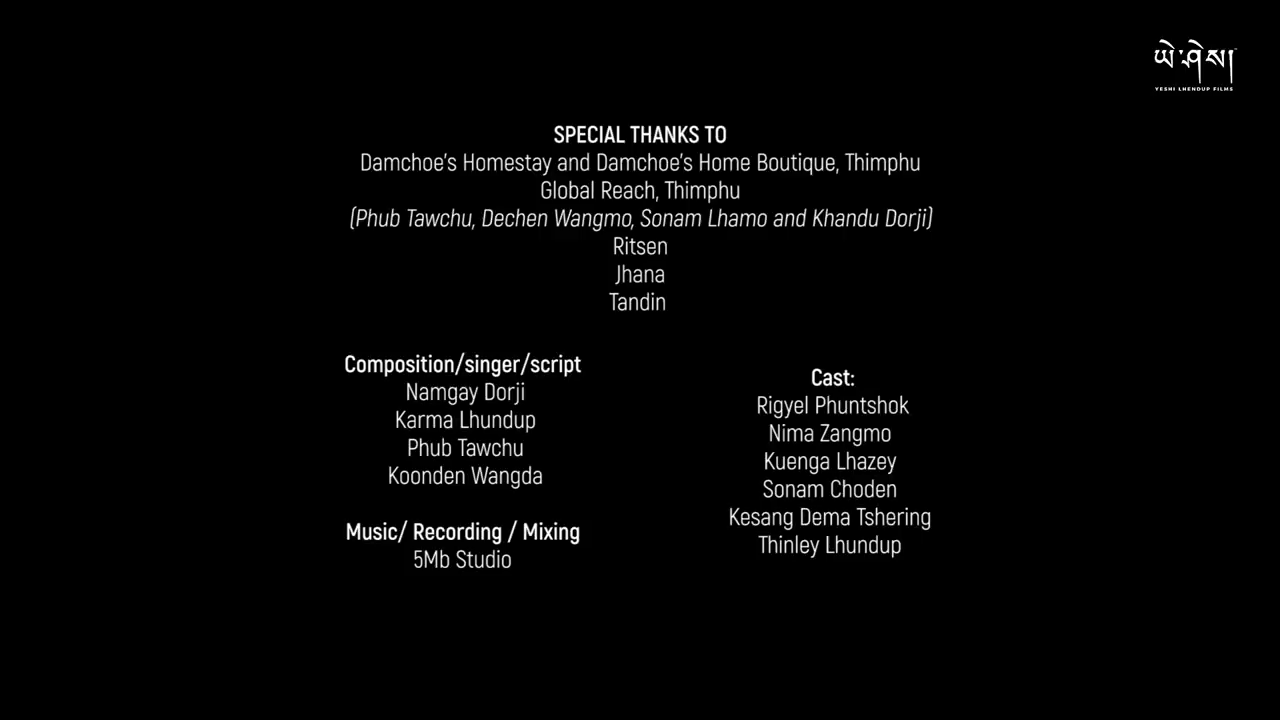 ཡེ་ཤེས།
YESHI LHENDUP FILMS
SPECIAL THANKS TO
Damchoe's Homestay and Damchoe's Home Boutique, Thimphu
Global Reach, Thimphu
(Phub Tawchu, Dechen Wangmo, Sonam Lhamo and Khandu Dorji)
Ritsen
Jhana
Tandin
Composition/singer/script
Namgay Dorji
Karma Lhundup
Phub Tawchu
Koonden Wangda
Music/ Recording / Mixing
5Mb Studio
Cast:
Rigyel Phuntshok
Nima Zangmo
Kuenga Lhazey
Sonam Choden
Kesang Dema Tshering
Thinley Lhundup